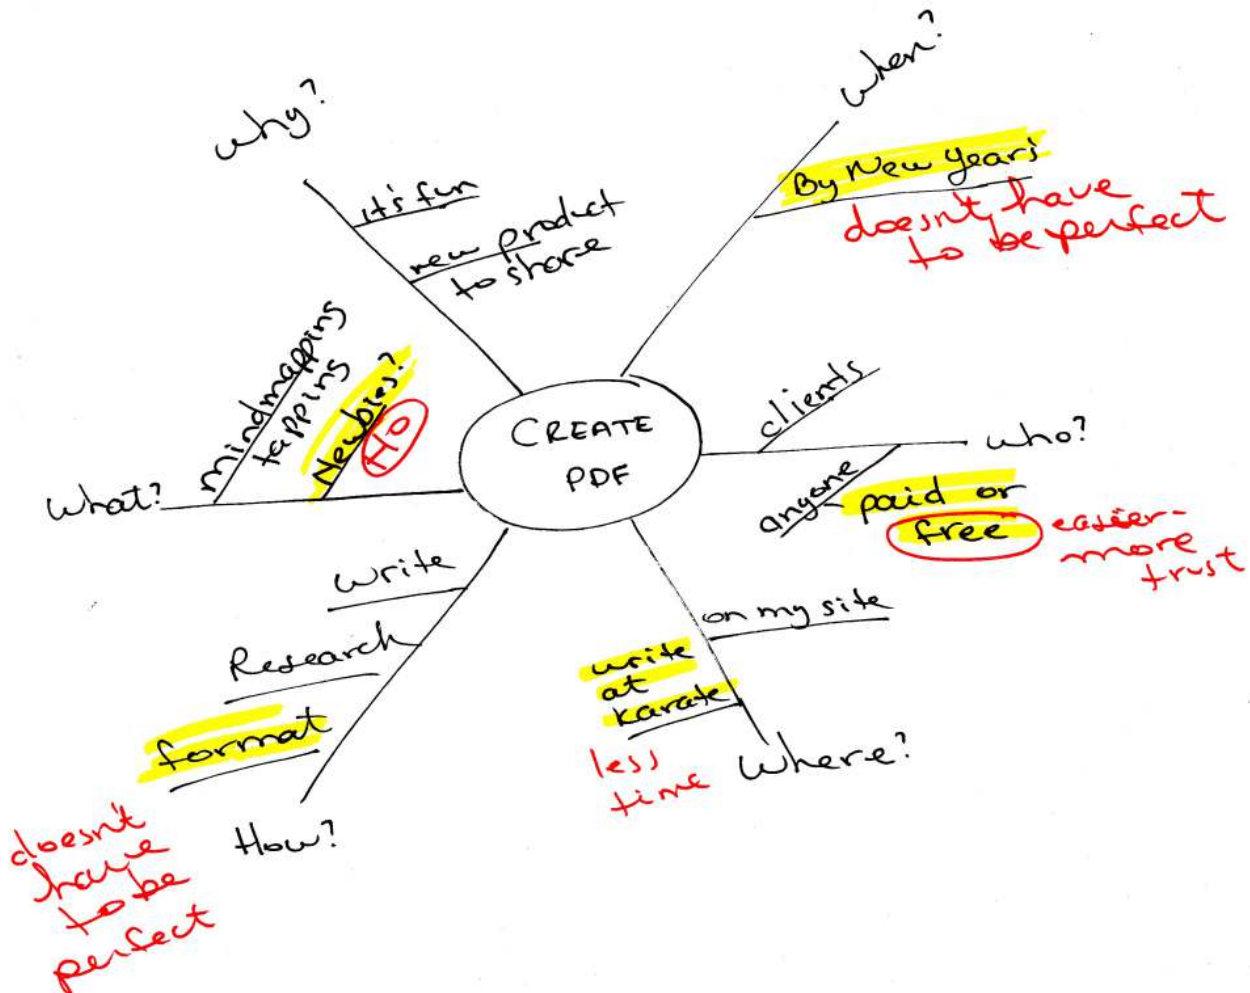 Why?
it's fun
new product
to share
when?
By New Years
doesn't have
to be perfect
mindmapping
tapping
Newbies?
What?
CREATE
PDF
clients
who?
anyone
paid or
free
easier-
more
trust
on my site
write
at
karate
less
time
Where?
write
Research
format
How?
doesn't
have
to be
perfect